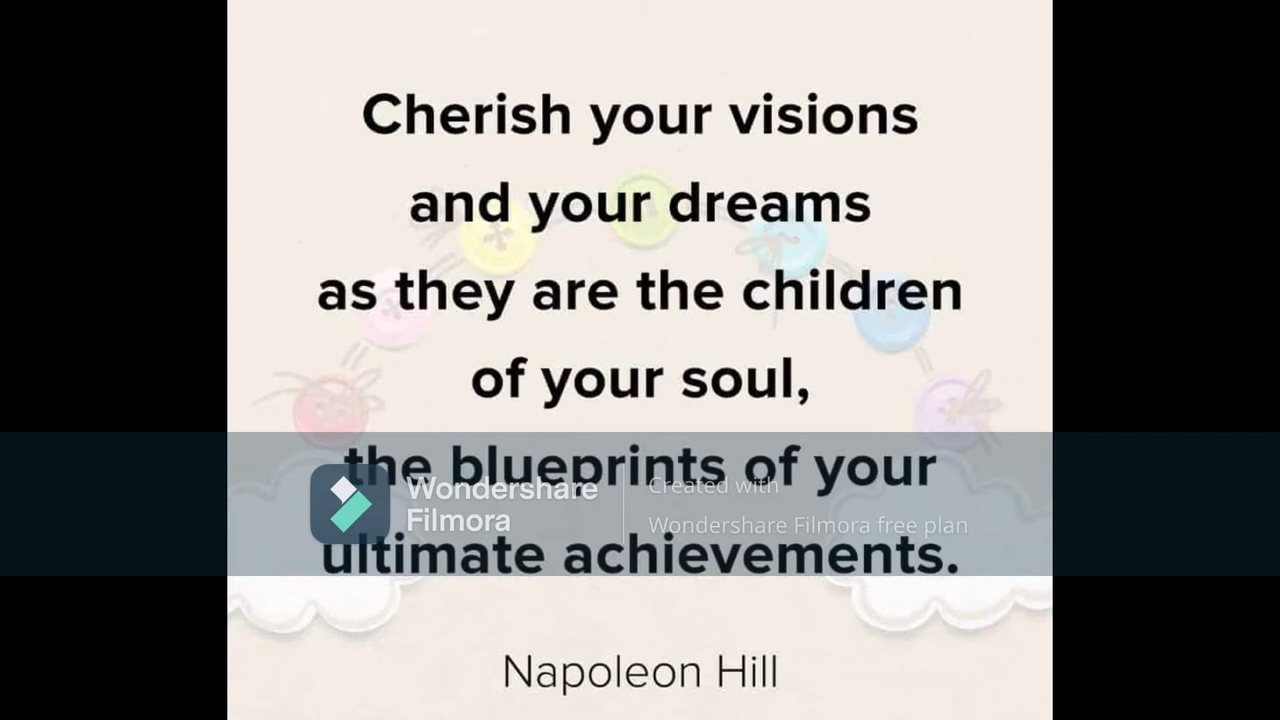 Cherish your visions
and your dreams
as they are the children
of your soul,
the blueprints of your
ultimate achievements.
Wondershare
Filmora
Created with
Wondershare Filmora free plan
Napoleon Hill